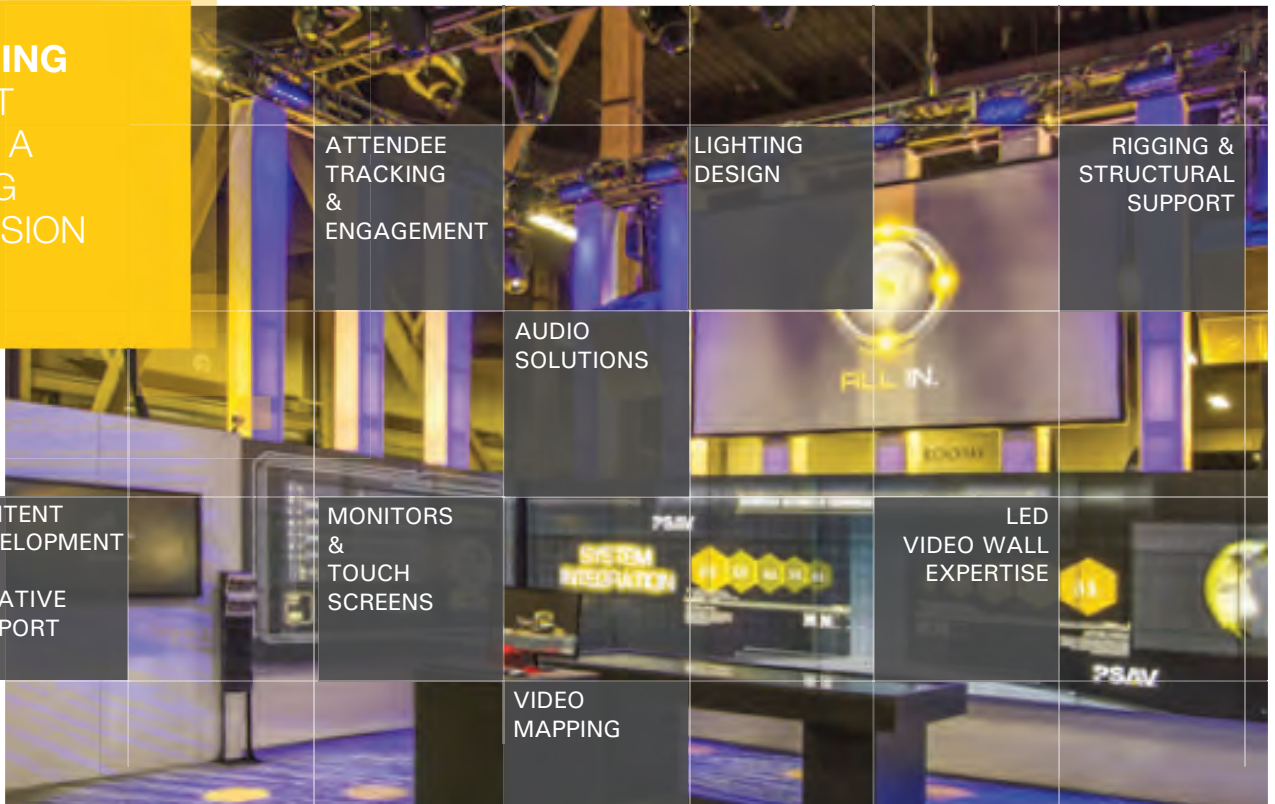 ING
T
A
G
SION
ATTENDEE
TRACKING
&
ENGAGEMENT
LIGHTING
DESIGN
RIGGING &
STRUCTURAL
SUPPORT
AUDIO
SOLUTIONS
ALL IN.
NTENT
ELOPMENT
ATIVE
PORT
MONITORS
&
TOUCH
SCREENS
PSAV
SYSTEM
INTEGRATION
LED
VIDEO WALL
EXPERTISE
PSAV
VIDEO
MAPPING